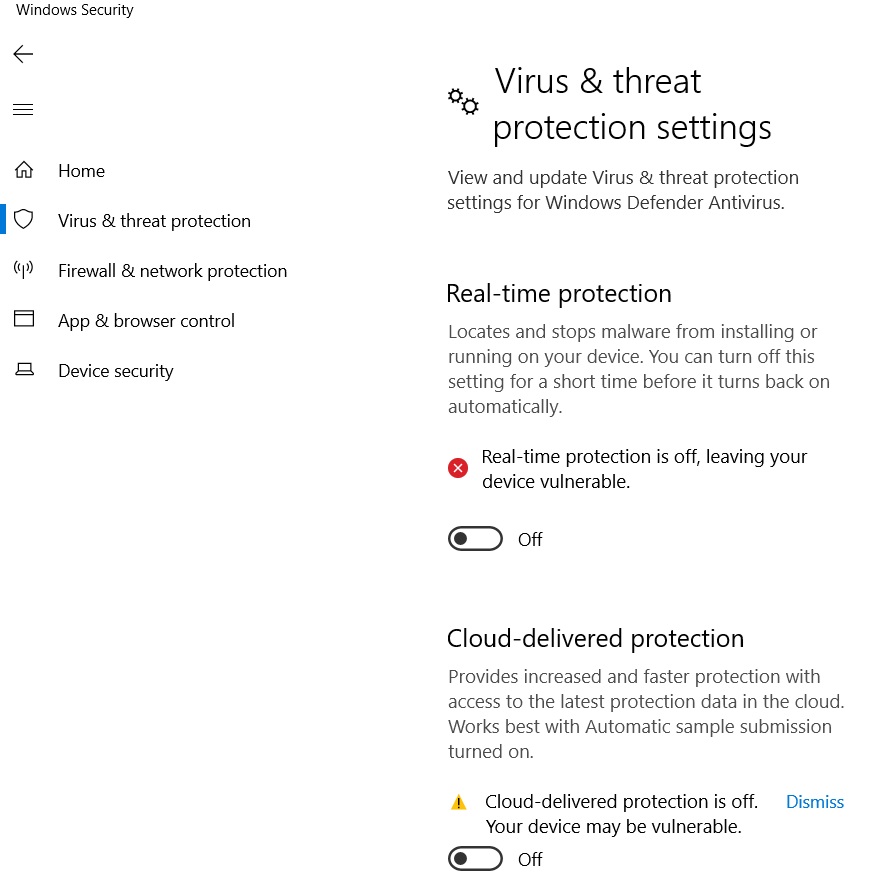 Windows Security
Home
Virus & threat protection
Firewall & network protection
App & browser control
Device security
Virus & threat
protection settings
View and update Virus & threat protection
settings for Windows Defender Antivirus.
Real-time protection
Locates and stops malware from installing or
running on your device. You can turn off this
setting for a short time before it turns back on
automatically.
Real-time protection is off, leaving your
device vulnerable.
Off
Cloud-delivered protection
Provides increased and faster protection with
access to the latest protection data in the cloud.
Works best with Automatic sample submission
turned on.
Cloud-delivered protection is off. Dismiss
Your device may be vulnerable.
Off